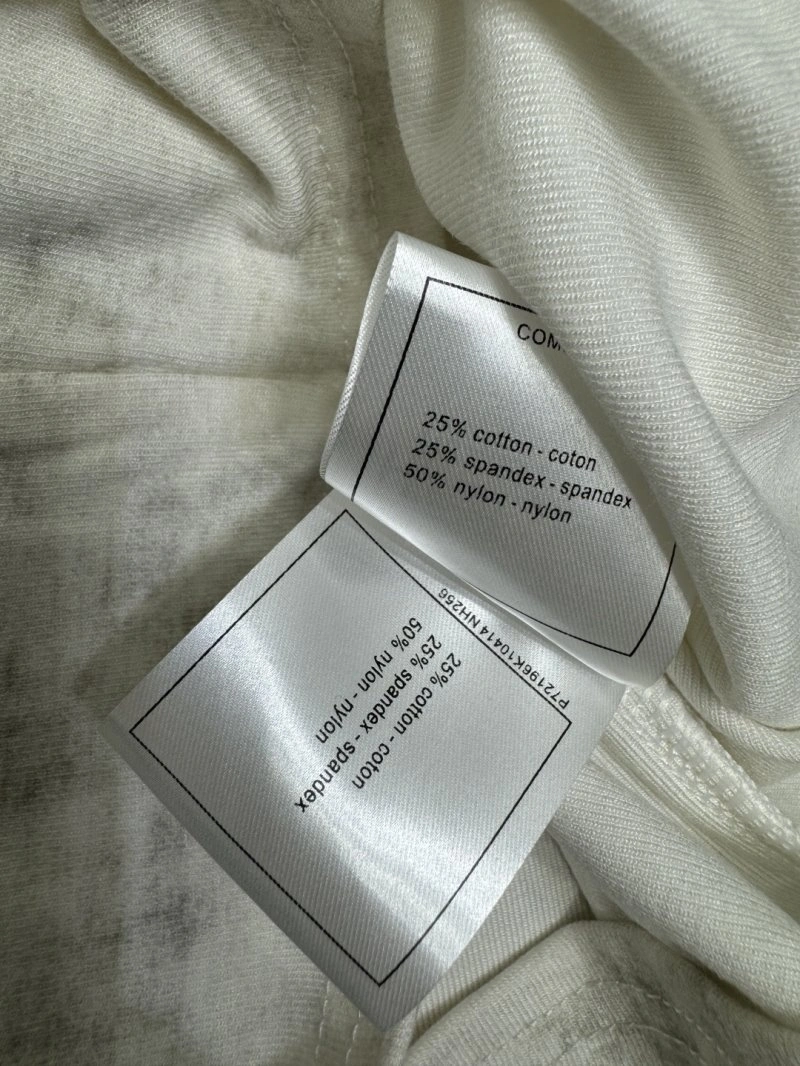 COM
25% cotton - coton
25% spandex - spandex
50% nylon - nylon
P72196K10414 NH256
25% cotton - coton
25% spandex - spandex
50% nylon - nylon